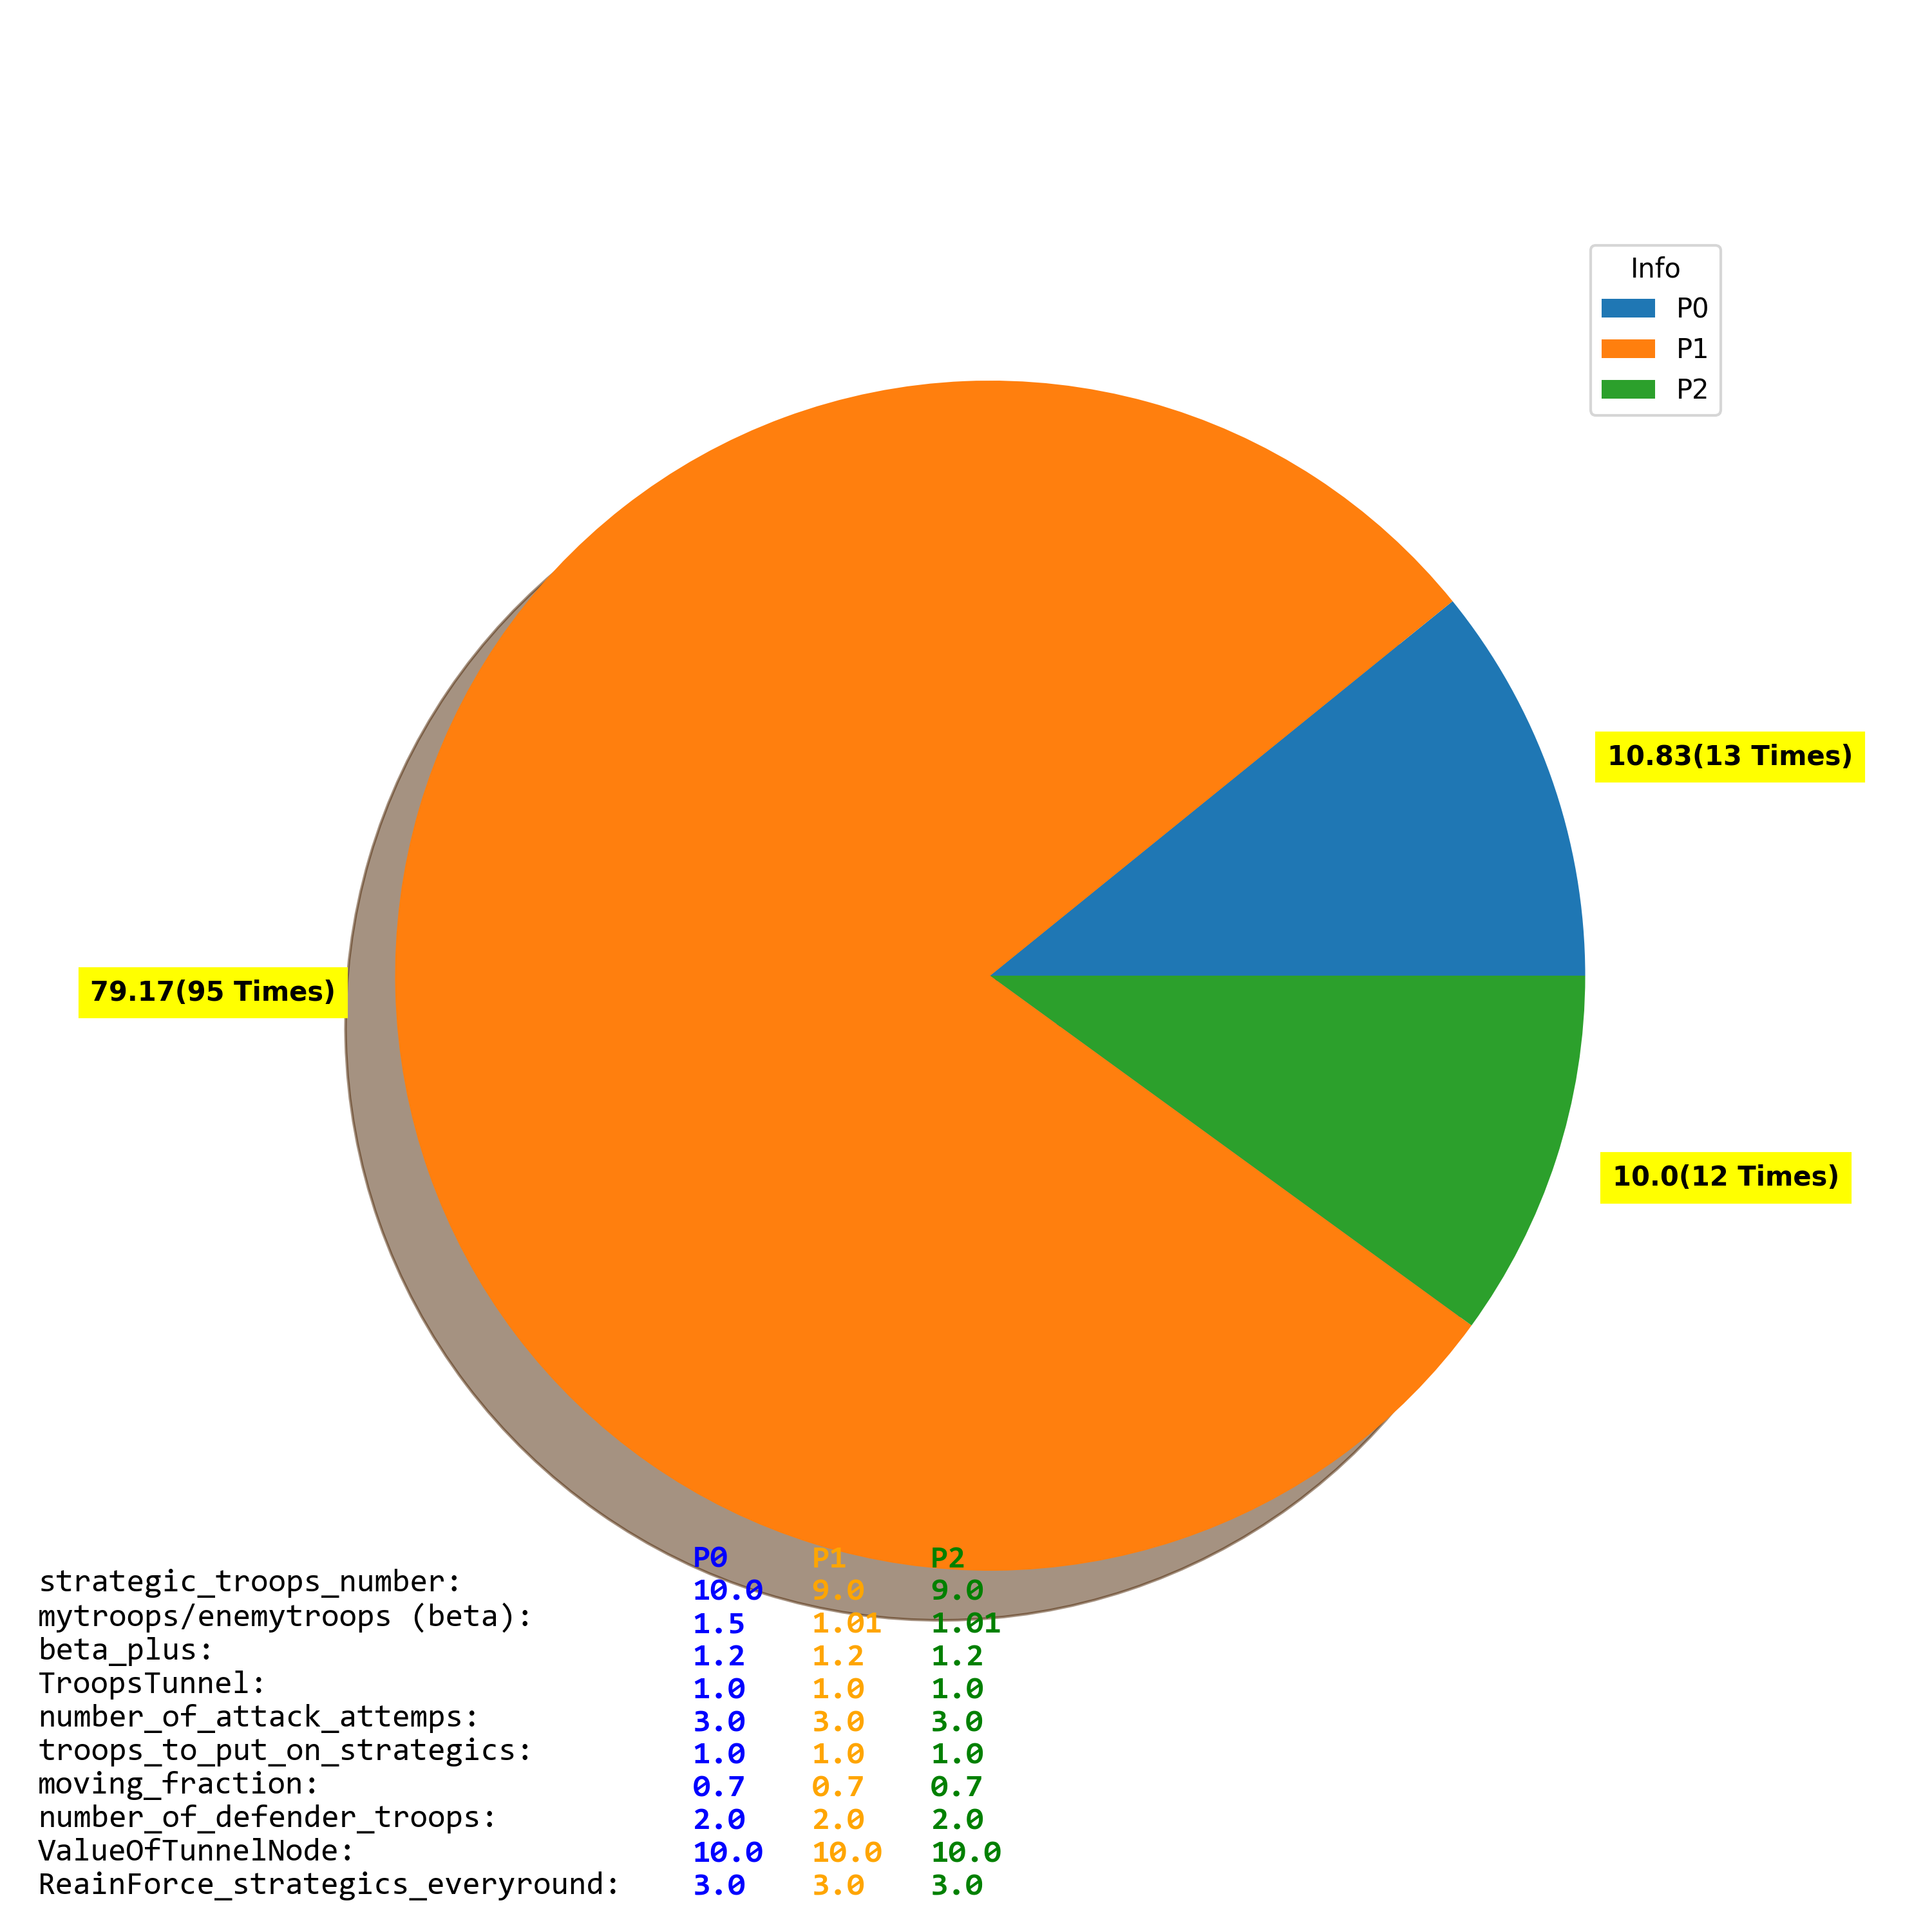 Info
P0
P1
P2
10.83(13 Times)
79.17(95 Times)
10.0(12 Times)
P0 P1 P2
strategic_troops_number: 10.0 9.0 9.0
mytroops/enemytroops (beta): 1.5 1.01 1.01
beta_plus: 1.2 1.2 1.2
TroopsTunnel: 1.0 1.0 1.0
number_of_attack_attemps: 3.0 3.0 3.0
troops_to_put_on_strategics: 1.0 1.0 1.0
moving_fraction: 0.7 0.7 0.7
number_of_defender_troops: 2.0 2.0 2.0
ValueOfTunnelNode: 10.0 10.0 10.0
ReainForce_strategics_everyround: 3.0 3.0 3.0